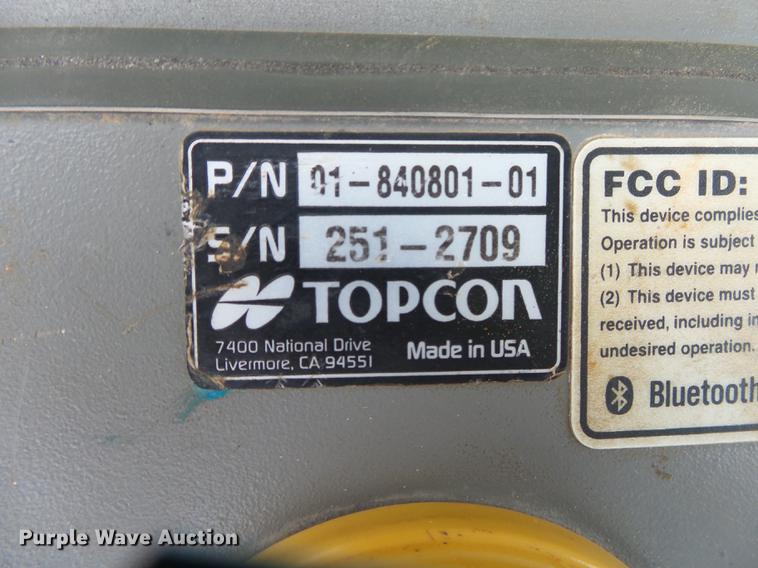 P/N 01-840801-01
S/N 251-2709
TOPCON
7400 National Drive
Livermore, CA 94551
Made in USA
FCC ID:
This device complies
Operation is subject
(1) This device may
(2) This device must
received, including
undesired operation.
Bluetooth
Purple Wave Auction